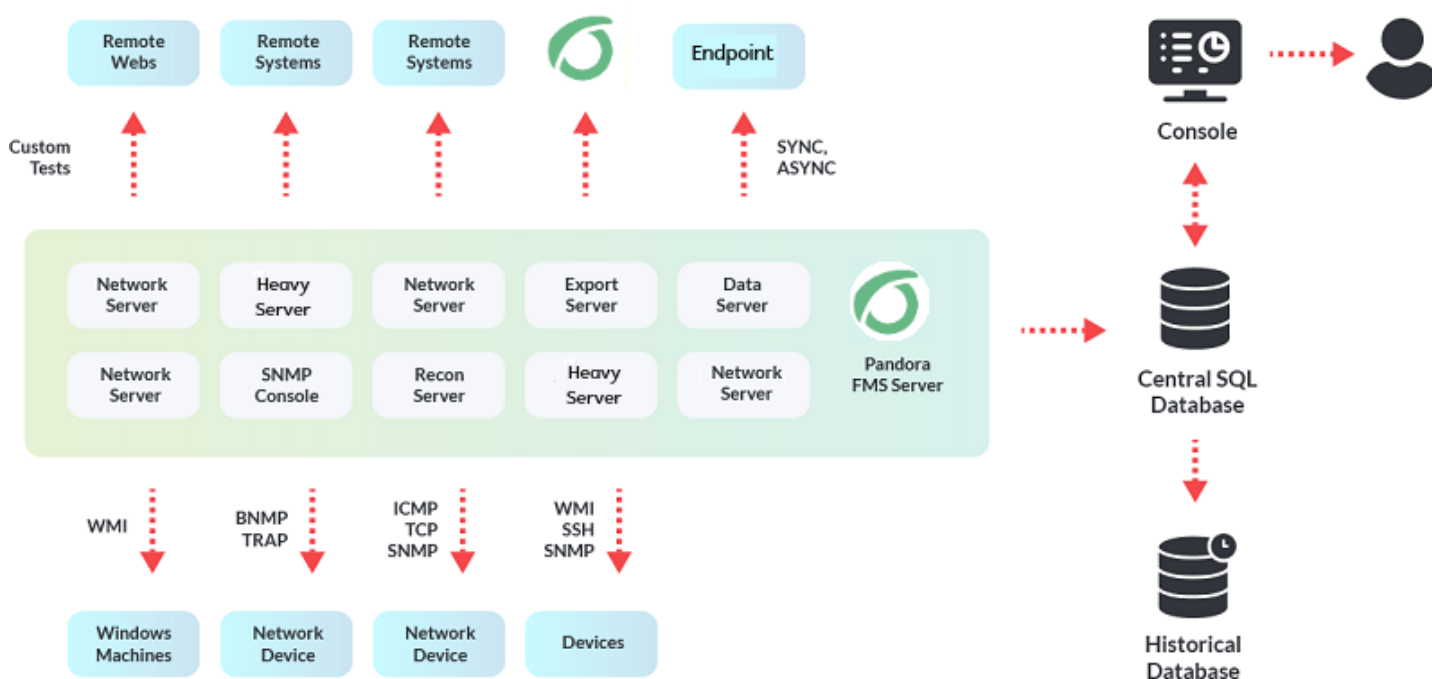 Remote
Webs
Remote
Systems
Remote
Systems
Endpoint
Console
Custom
Tests
SYNC,
ASYNC
Network
Server
Heavy
Server
Network
Server
Export
Server
Data
Server
Network
Server
SNMP
Console
Recon
Server
Heavy
Server
Network
Server
Pandora
FMS Server
Central SQL
Database
WMI
BNMP
TRAP
ICMP
TCP
SNMP
WMI
SSH
SNMP
Windows
Machines
Network
Device
Network
Device
Devices
Historical
Database